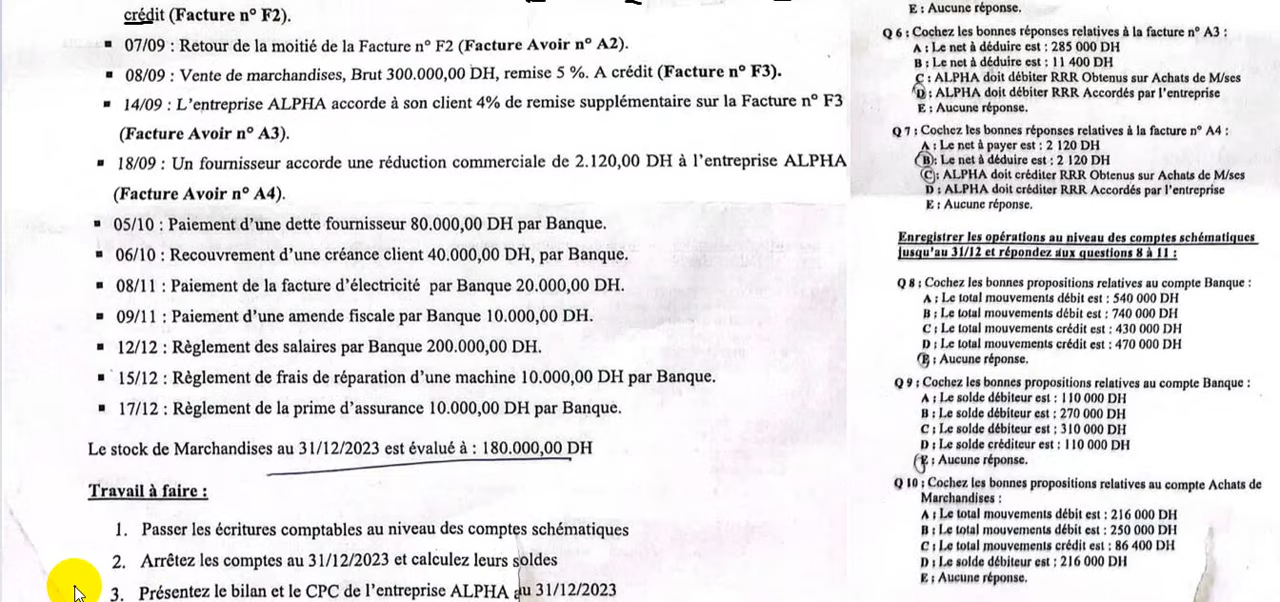 crédit (Facture n° F2).
▪ 07/09 : Retour de la moitié de la Facture n° F2 (Facture Avoir n° A2).
▪ 08/09 : Vente de marchandises, Brut 300.000,00 DH, remise 5 %. A crédit (Facture n° F3).
▪ 14/09 : L'entreprise ALPHA accorde à son client 4% de remise supplémentaire sur la Facture n° F3
(Facture Avoir n° A3).
▪ 18/09 : Un fournisseur accorde une réduction commerciale de 2.120,00 DH à l'entreprise ALPHA
(Facture Avoir n° A4).
▪ 05/10 : Paiement d'une dette fournisseur 80.000,00 DH par Banque.
▪ 06/10 : Recouvrement d'une créance client 40.000,00 DH, par Banque.
▪ 08/11 : Paiement de la facture d'électricité par Banque 20.000,00 DH.
▪ 09/11 : Paiement d'une amende fiscale par Banque 10.000,00 DH.
▪ 12/12 : Règlement des salaires par Banque 200.000,00 DH.
▪ 15/12 : Règlement de frais de réparation d'une machine 10.000,00 DH par Banque.
▪ 17/12 : Règlement de la prime d'assurance 10.000,00 DH par Banque.
Le stock de Marchandises au 31/12/2023 est évalué à : 180.000,00 DH
Travail à faire :
1. Passer les écritures comptables au niveau des comptes schématiques
2. Arrêtez les comptes au 31/12/2023 et calculez leurs soldes
3. Présentez le bilan et le CPC de l'entreprise ALPHA au 31/12/2023
E : Aucune réponse.
Q 6 : Cochez les bonnes réponses relatives à la facture n° A3 :
A : Le net à déduire est : 285 000 DH
B : Le net à déduire est : 11 400 DH
C : ALPHA doit débiter RRR Obtenus sur Achats de M/ses
D : ALPHA doit débiter RRR Accordés par l'entreprise
E : Aucune réponse.
Q 7 : Cochez les bonnes réponses relatives à la facture n° A4 :
A : Le net à payer est : 2 120 DH
B : Le net à déduire est : 2 120 DH
C : ALPHA doit créditer RRR Obtenus sur Achats de M/ses
D : ALPHA doit créditer RRR Accordés par l'entreprise
E : Aucune réponse.
Enregistrer les opérations au niveau des comptes schématiques
jusqu'au 31/12 et répondez aux questions 8 à 11 :
Q 8 : Cochez les bonnes propositions relatives au compte Banque :
A : Le total mouvements débit est : 540 000 DH
B : Le total mouvements débit est : 740 000 DH
C : Le total mouvements crédit est : 430 000 DH
D : Le total mouvements crédit est : 470 000 DH
E : Aucune réponse.
Q 9 : Cochez les bonnes propositions relatives au compte Banque :
A : Le solde débiteur est : 110 000 DH
B : Le solde débiteur est : 270 000 DH
C : Le solde débiteur est : 310 000 DH
D : Le solde créditeur est : 110 000 DH
E : Aucune réponse.
Q 10 : Cochez les bonnes propositions relatives au compte Achats de
Marchandises :
A : Le total mouvements débit est : 216 000 DH
B : Le total mouvements débit est : 250 000 DH
C : Le total mouvements crédit est : 86 400 DH
D : Le total mouvements débit est : 216 000 DH
E : Aucune réponse.